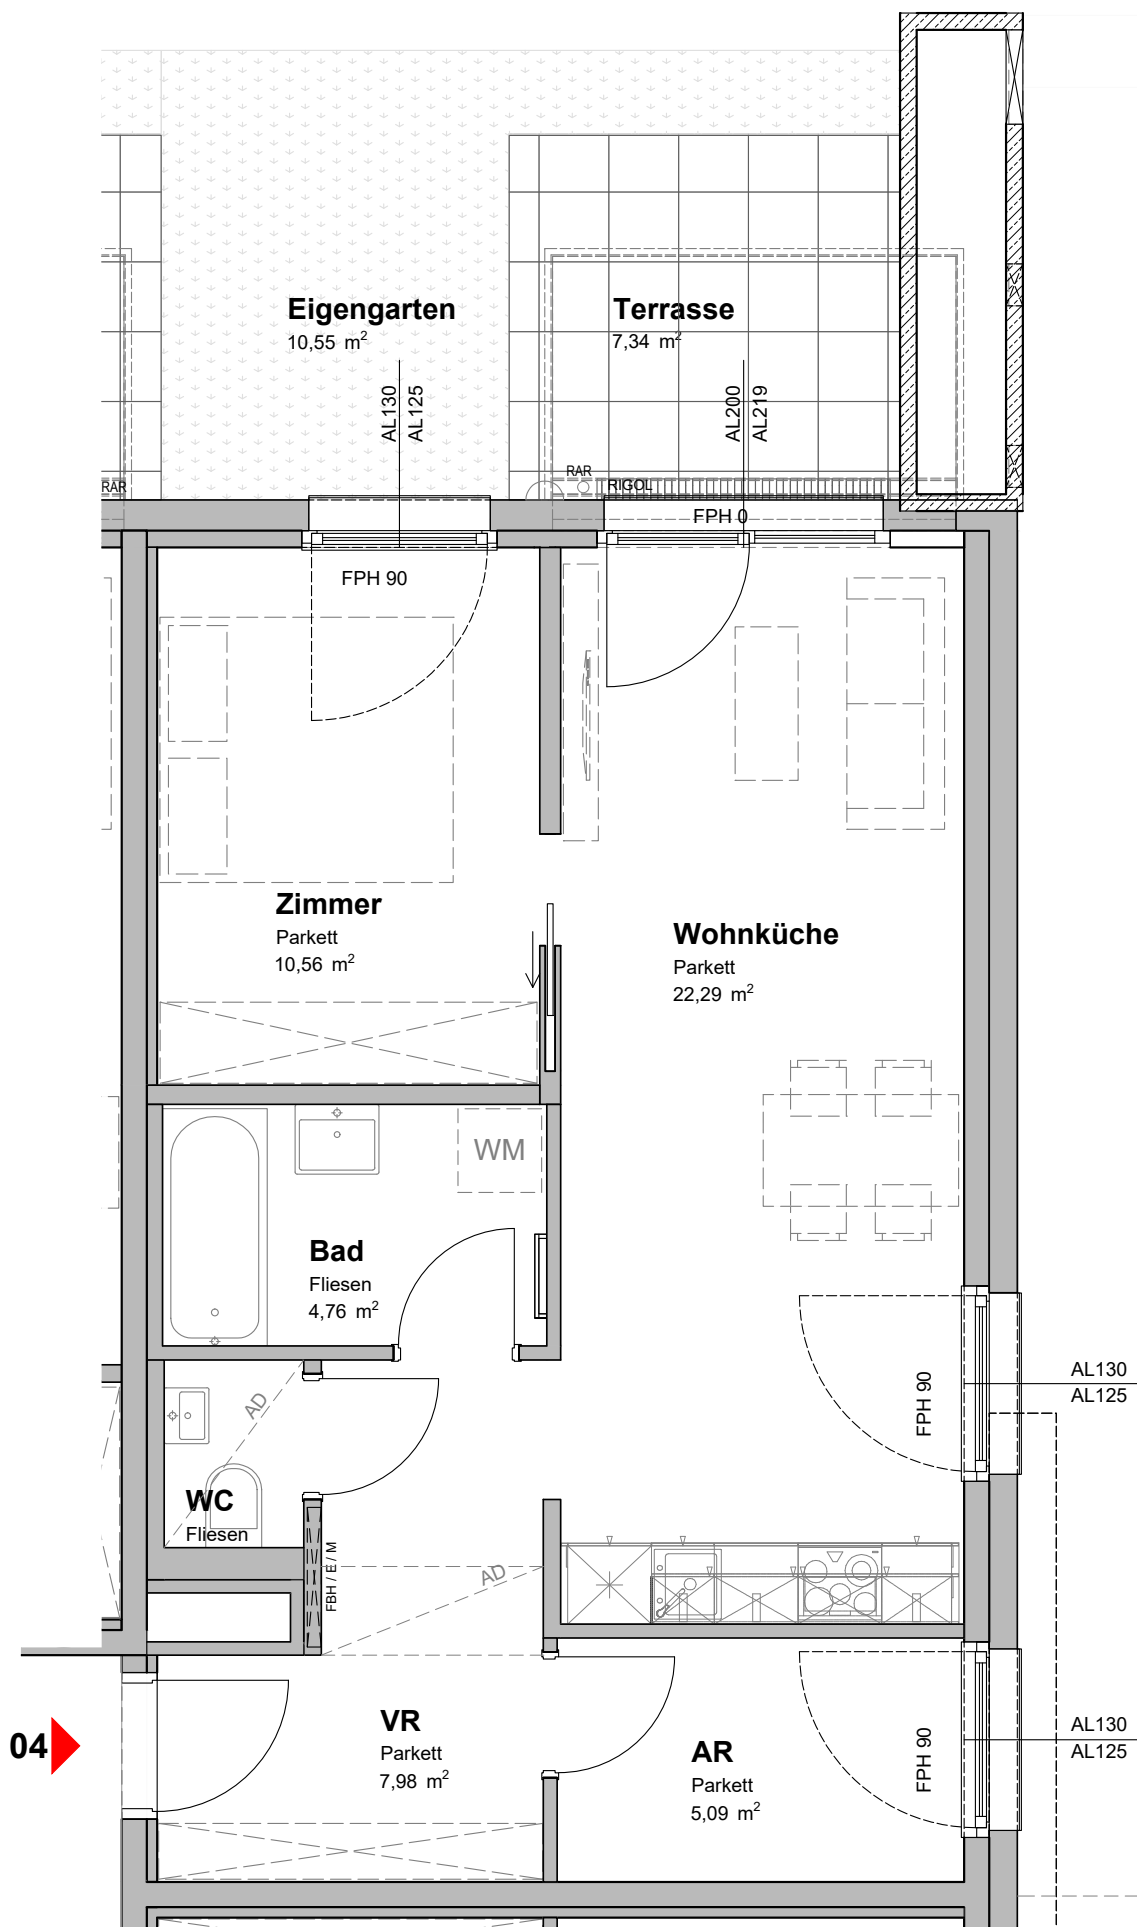 Eigengarten
10,55 m²
Terrasse
7,34 m²
AL130
AL125
AL200
AL219
RAR
RAR
RIGOL
FPH 0
FPH 90
Zimmer
Parkett
10,56 m²
Wohnküche
Parkett
22,29 m²
WM
Bad
Fliesen
4,76 m²
FPH 90
AL130
AL125
AD
WC
Fliesen
FBH / E / M
AD
04
VR
Parkett
7,98 m²
AR
Parkett
5,09 m²
FPH 90
AL130
AL125